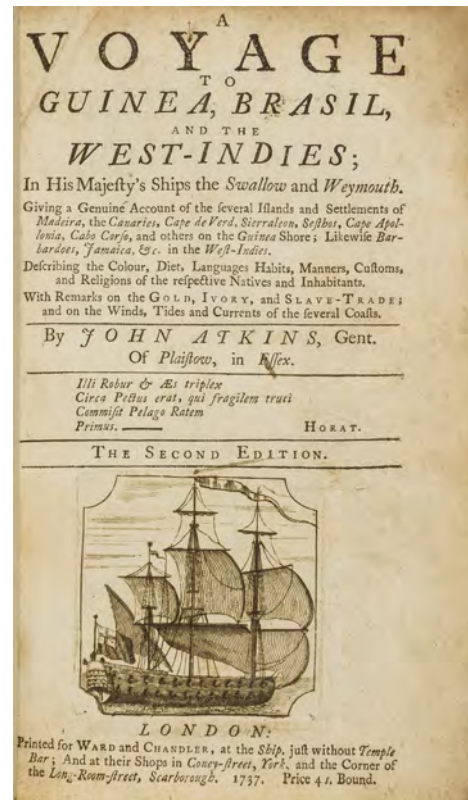 A
VOYAGE
TO
GUINEA, BRASIL,
AND THE
WEST-INDIES;
In His Majeſty's Ships the Swallow and Weymouth.
Giving a Genuine Account of the ſeveral Iſlands and Settlements of
Madeira, the Canaries, Cape de Verd, Sierraleon, Seſthos, Cape Apol-
lonia, Cabo Corſo, and others on the Guinea Shore; Likewiſe Bar-
bardoes, Jamaica, &c. in the Weſt-Indies.
Deſcribing the Colour, Diet, Languages Habits, Manners, Cuſtoms,
and Religions of the reſpective Natives and Inhabitants.
With Remarks on the GOLD, IVORY, and SLAVE-TRADE;
and on the Winds, Tides and Currents of the ſeveral Coaſts.
By JOHN ATKINS, Gent.
Of Plaiſtow, in Eſſex.
Illi Robur & Æs triplex
Circa Pectus erat, qui fragilem truci
Commiſit Pelago Ratem
Primus. —— HORAT.
THE SECOND EDITION.
LONDON:
Printed for WARD and CHANDLER, at the Ship, juſt without Temple
Bar; And at their Shops in Coney-ſtreet, York, and the Corner of
the Long-Room-ſtreet, Scarborough. 1737. Price 4 s. Bound.